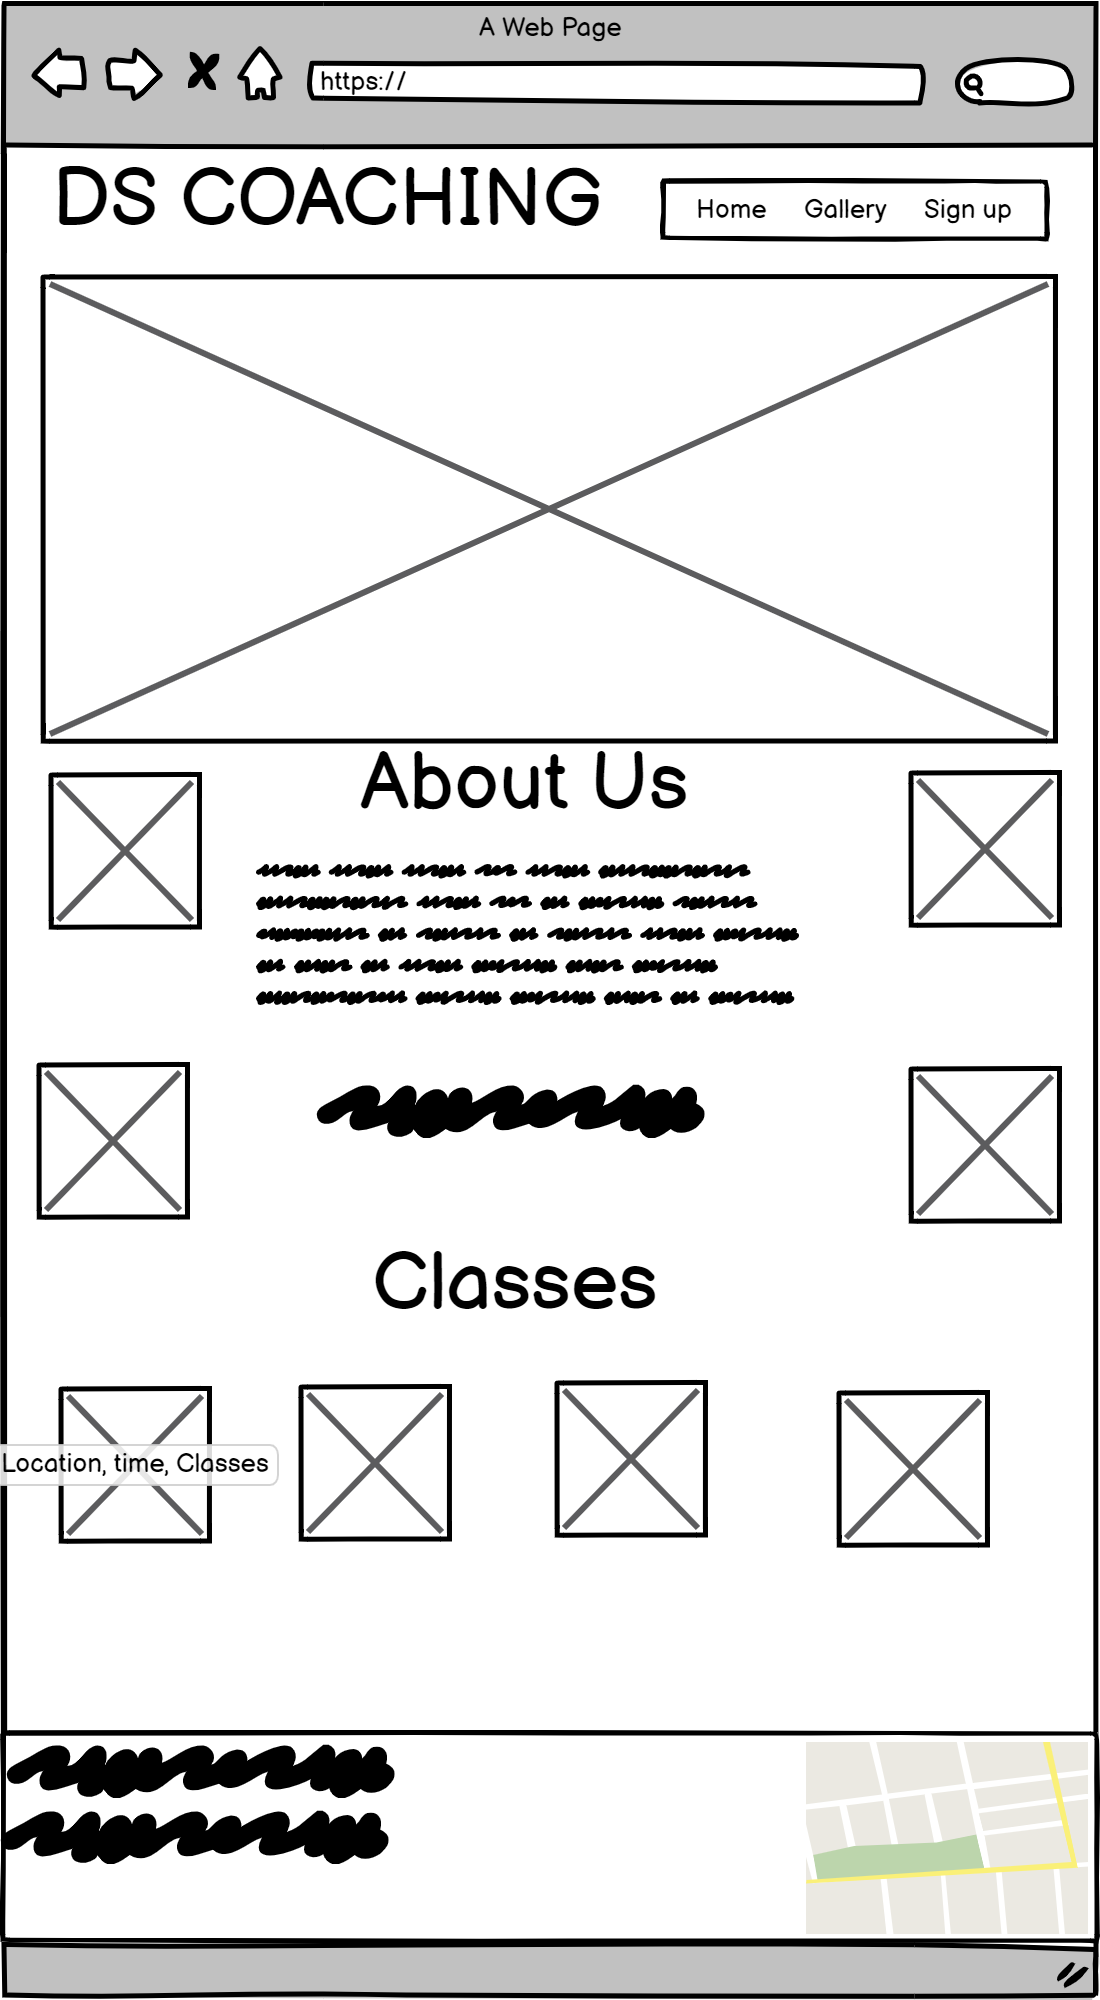 A Web Page
https://
DS COACHING
Home Gallery Sign up
About Us
Classes
Location, time, Classes